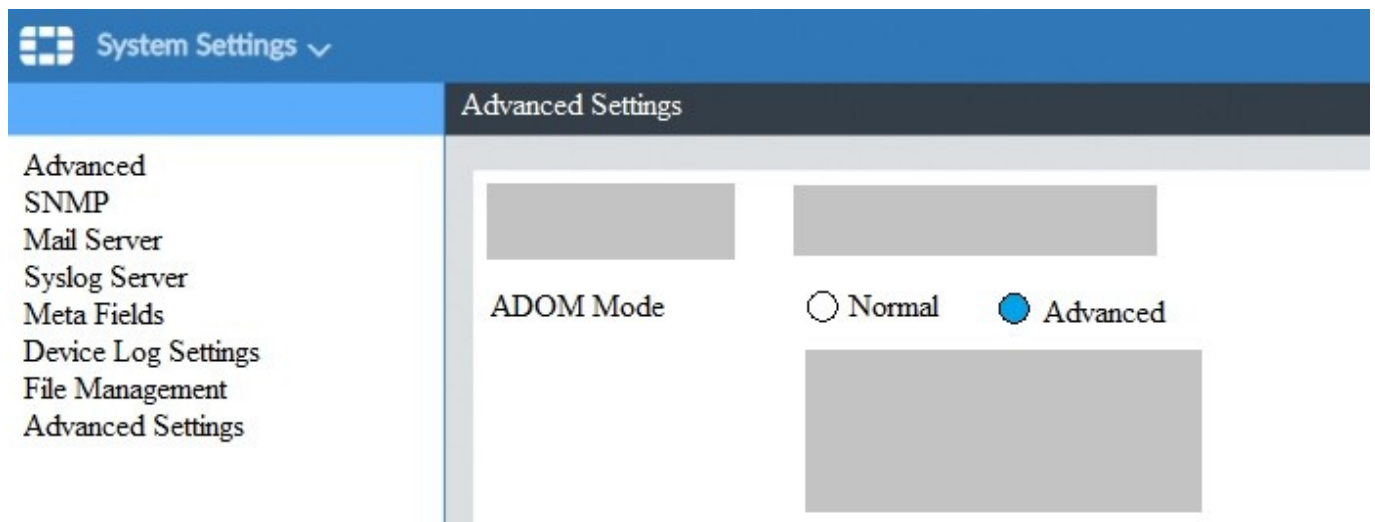 System Settings
Advanced Settings
Advanced
SNMP
Mail Server
Syslog Server
Meta Fields
Device Log Settings
File Management
Advanced Settings
ADOM Mode Normal Advanced